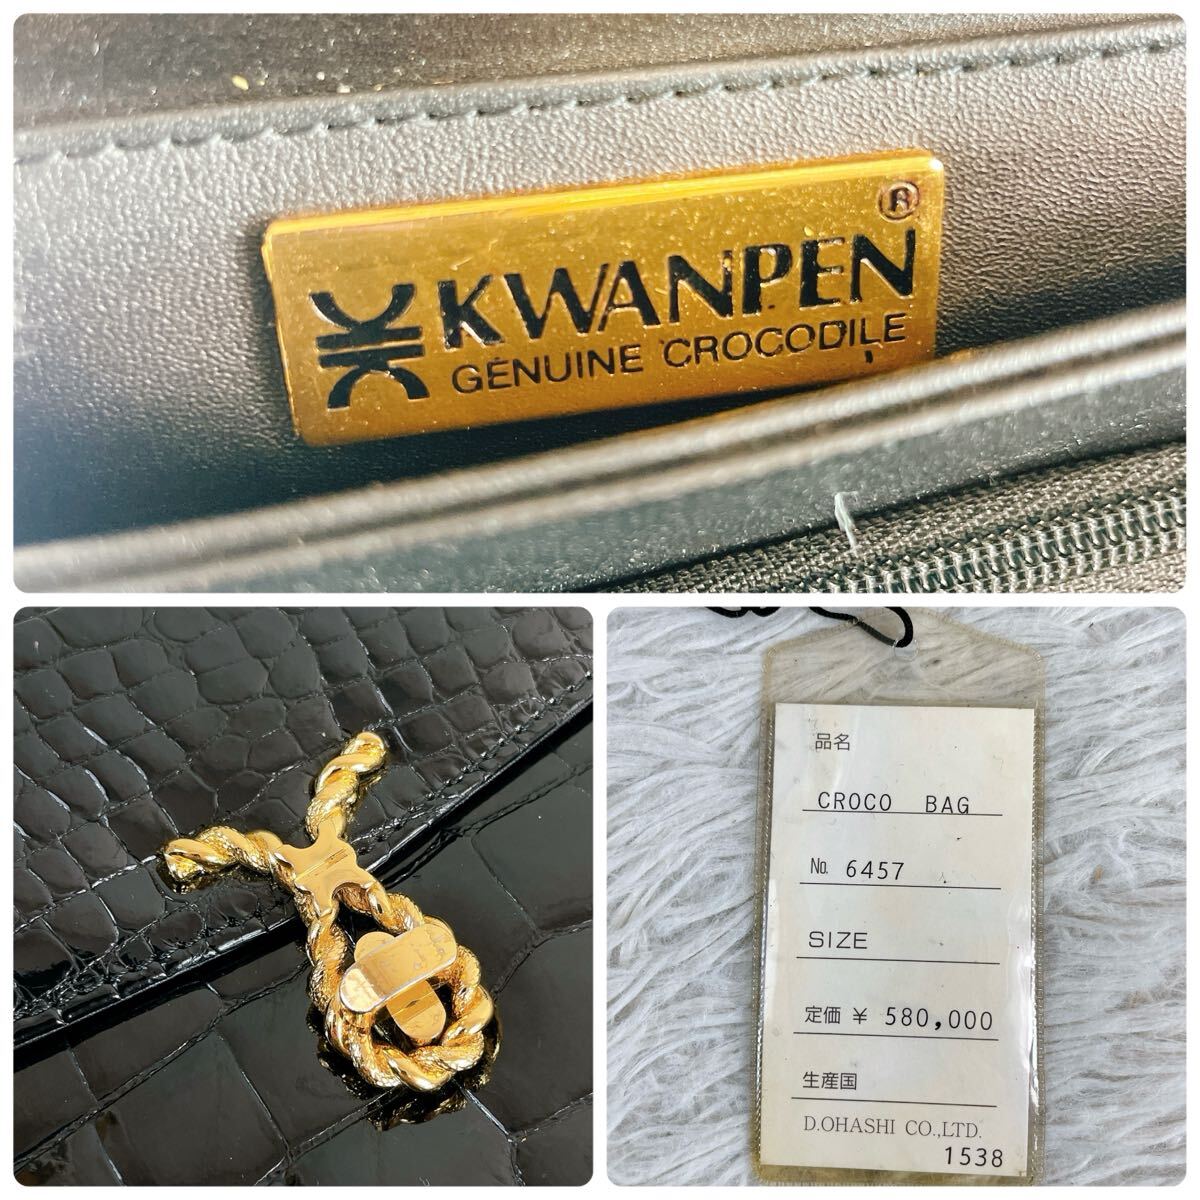 KWANPEN®
GENUINE CROCODILE
品名
CROCO BAG
№ 6457
SIZE
定価 ¥ 580,000
生産国
D.OHASHI CO.,LTD.
1538